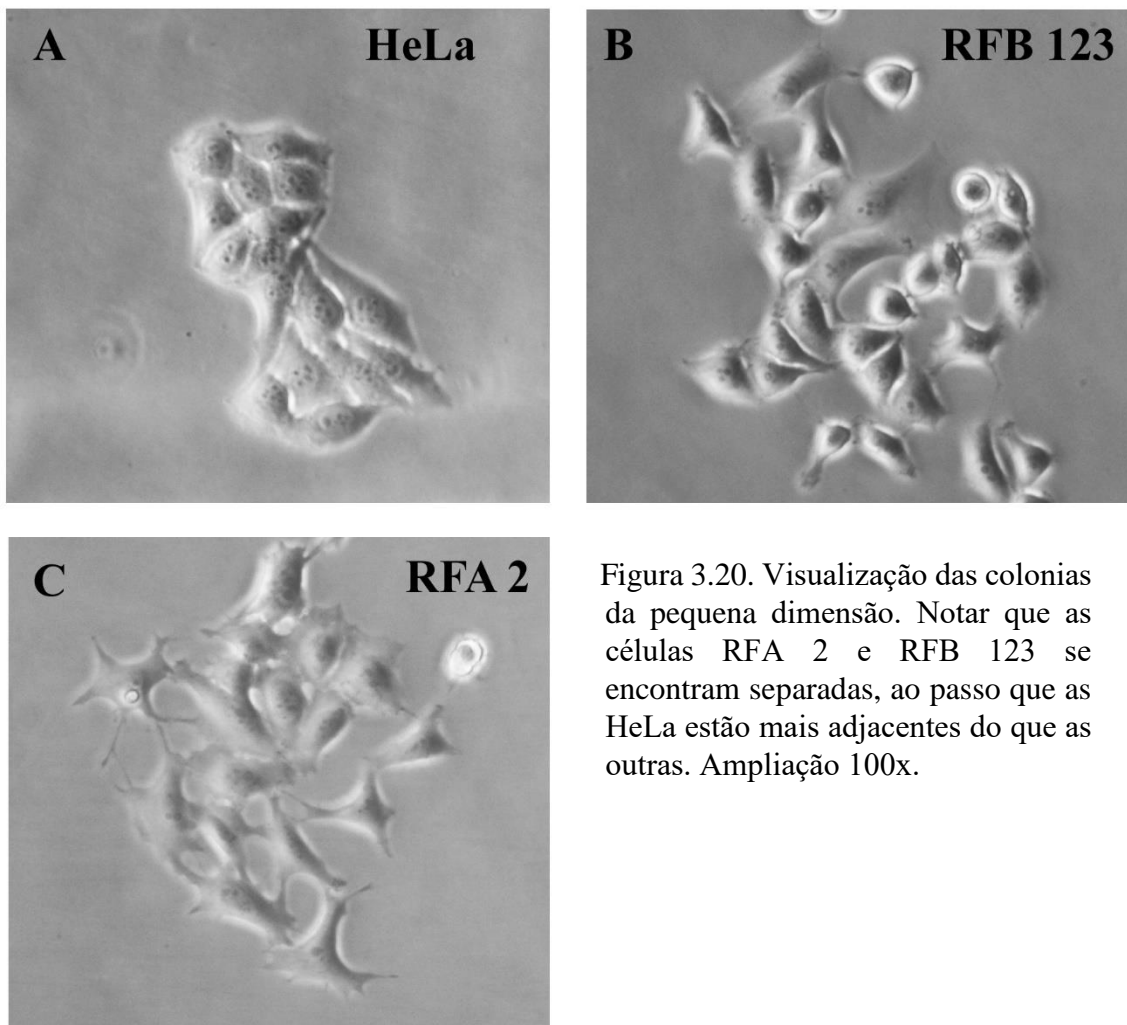 A HeLa
B RFB 123
C RFA 2
Figura 3.20. Visualização das colonias
da pequena dimensão. Notar que as
células RFA 2 e RFB 123 se
encontram separadas, ao passo que as
HeLa estão mais adjacentes do que as
outras. Ampliação 100x.